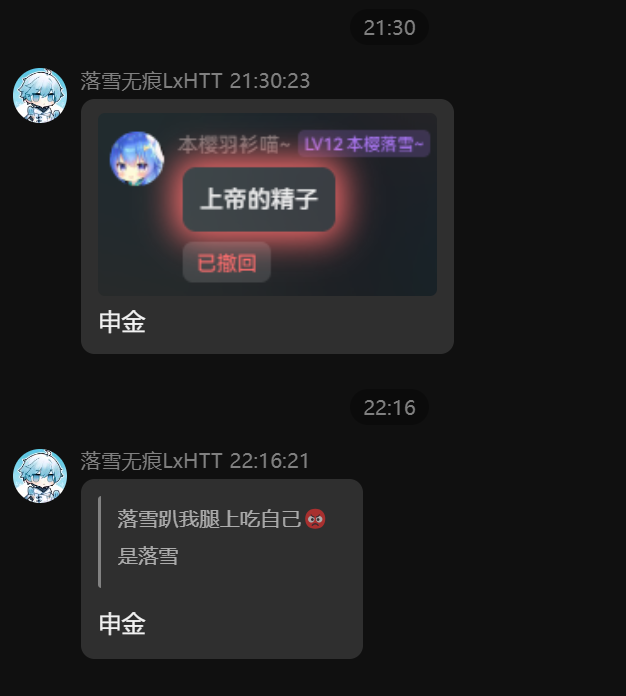 21:30
落雪无痕LxHTT 21:30:23
本樱羽衫喵~ LV12 本樱落雪~
上帝的精子
已撤回
申金
22:16
落雪无痕LxHTT 22:16:21
落雪趴我腿上吃自己👹
是落雪
申金